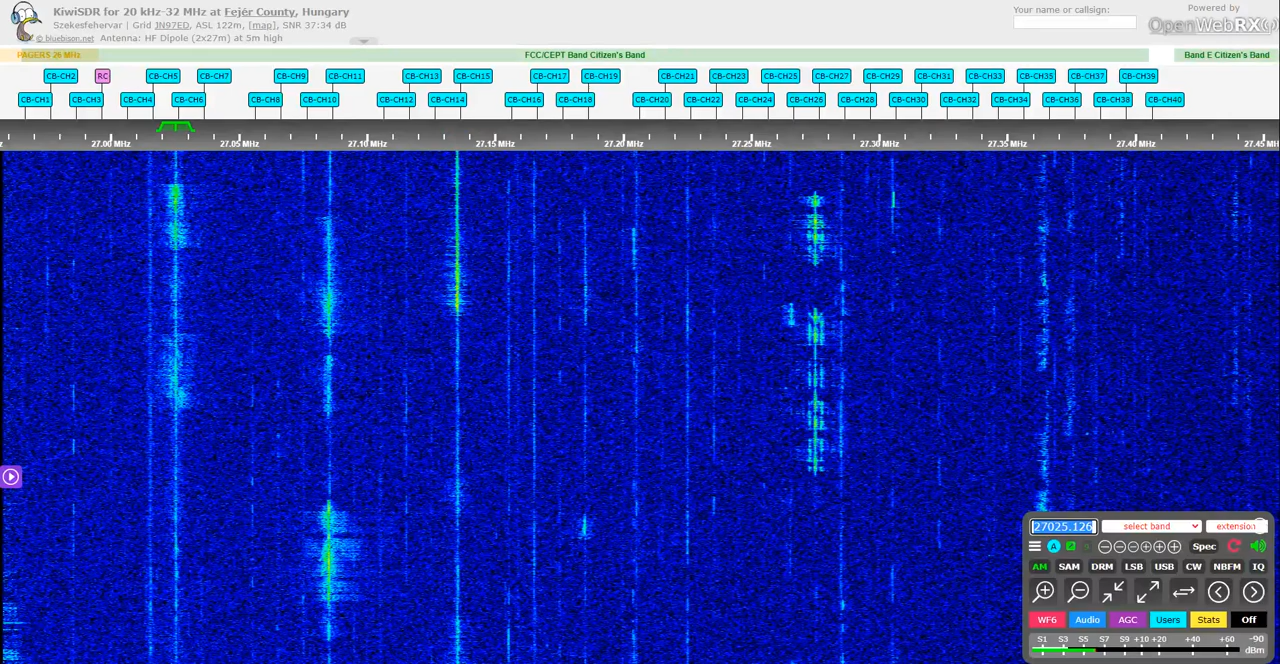 KiwiSDR for 20 kHz-32 MHz at Fejér County, Hungary
Szekesfehervar | Grid JN97ED, ASL 122m, [map], SNR 37:34 dB
© bluebison.net Antenna: HF Dipole (2x27m) at 5m high
Your name or callsign:
Powered by
OpenWebRX
PAGERS 26 MHz
FCC/CEPT Band Citizen's Band
Band E Citizen's Band
CB-CH2 RC CB-CH5 CB-CH7 CB-CH9 CB-CH11 CB-CH13 CB-CH15 CB-CH17 CB-CH19 CB-CH21 CB-CH23 CB-CH25 CB-CH27 CB-CH29 CB-CH31 CB-CH33 CB-CH35 CB-CH37 CB-CH39
CB-CH1 CB-CH3 CB-CH4 CB-CH6 CB-CH8 CB-CH10 CB-CH12 CB-CH14 CB-CH16 CB-CH18 CB-CH20 CB-CH22 CB-CH24 CB-CH26 CB-CH28 CB-CH30 CB-CH32 CB-CH34 CB-CH36 CB-CH38 CB-CH40
27.00 MHz 27.05 MHz 27.10 MHz 27.15 MHz 27.20 MHz 27.25 MHz 27.30 MHz 27.35 MHz 27.40 MHz 27.45 MH
27025.126 select band extension
A Spec
AM SAM DRM LSB USB CW NBFM IQ
WF6 Audio AGC Users Stats Off
S1 S3 S5 S7 S9 +10 +20 +40 +60 -90
dBm